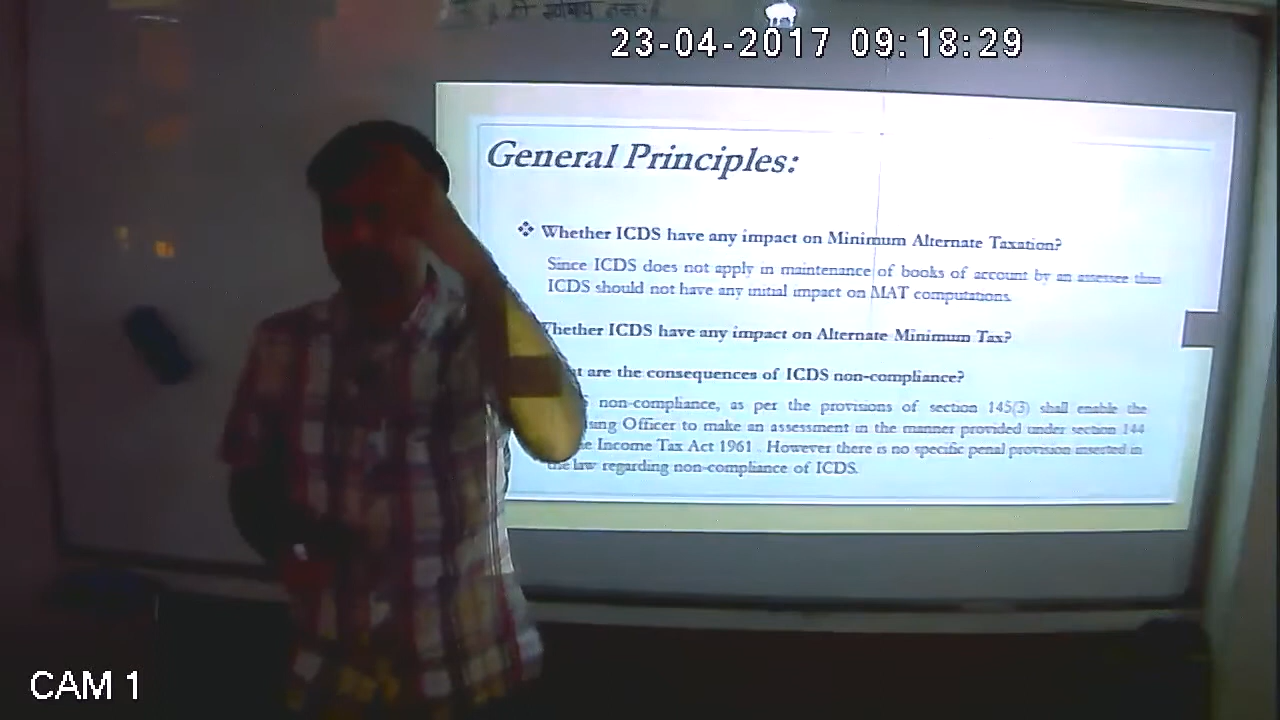 23-04-2017 09:18:29
General Principles:
❖ Whether ICDS have any impact on Minimum Alternate Taxation?
Since ICDS does not apply in maintenance of books of account by an assessee thus
ICDS should not have any initial impact on MAT computations.
Whether ICDS have any impact on Alternate Minimum Tax?
are the consequences of ICDS non-compliance?
non-compliance, as per the provisions of section 145(3) shall enable the
Officer to make an assessment in the manner provided under section 144
Income Tax Act 1961 . However there is no specific penal provision inserted in
the law regarding non-compliance of ICDS.
CAM 1